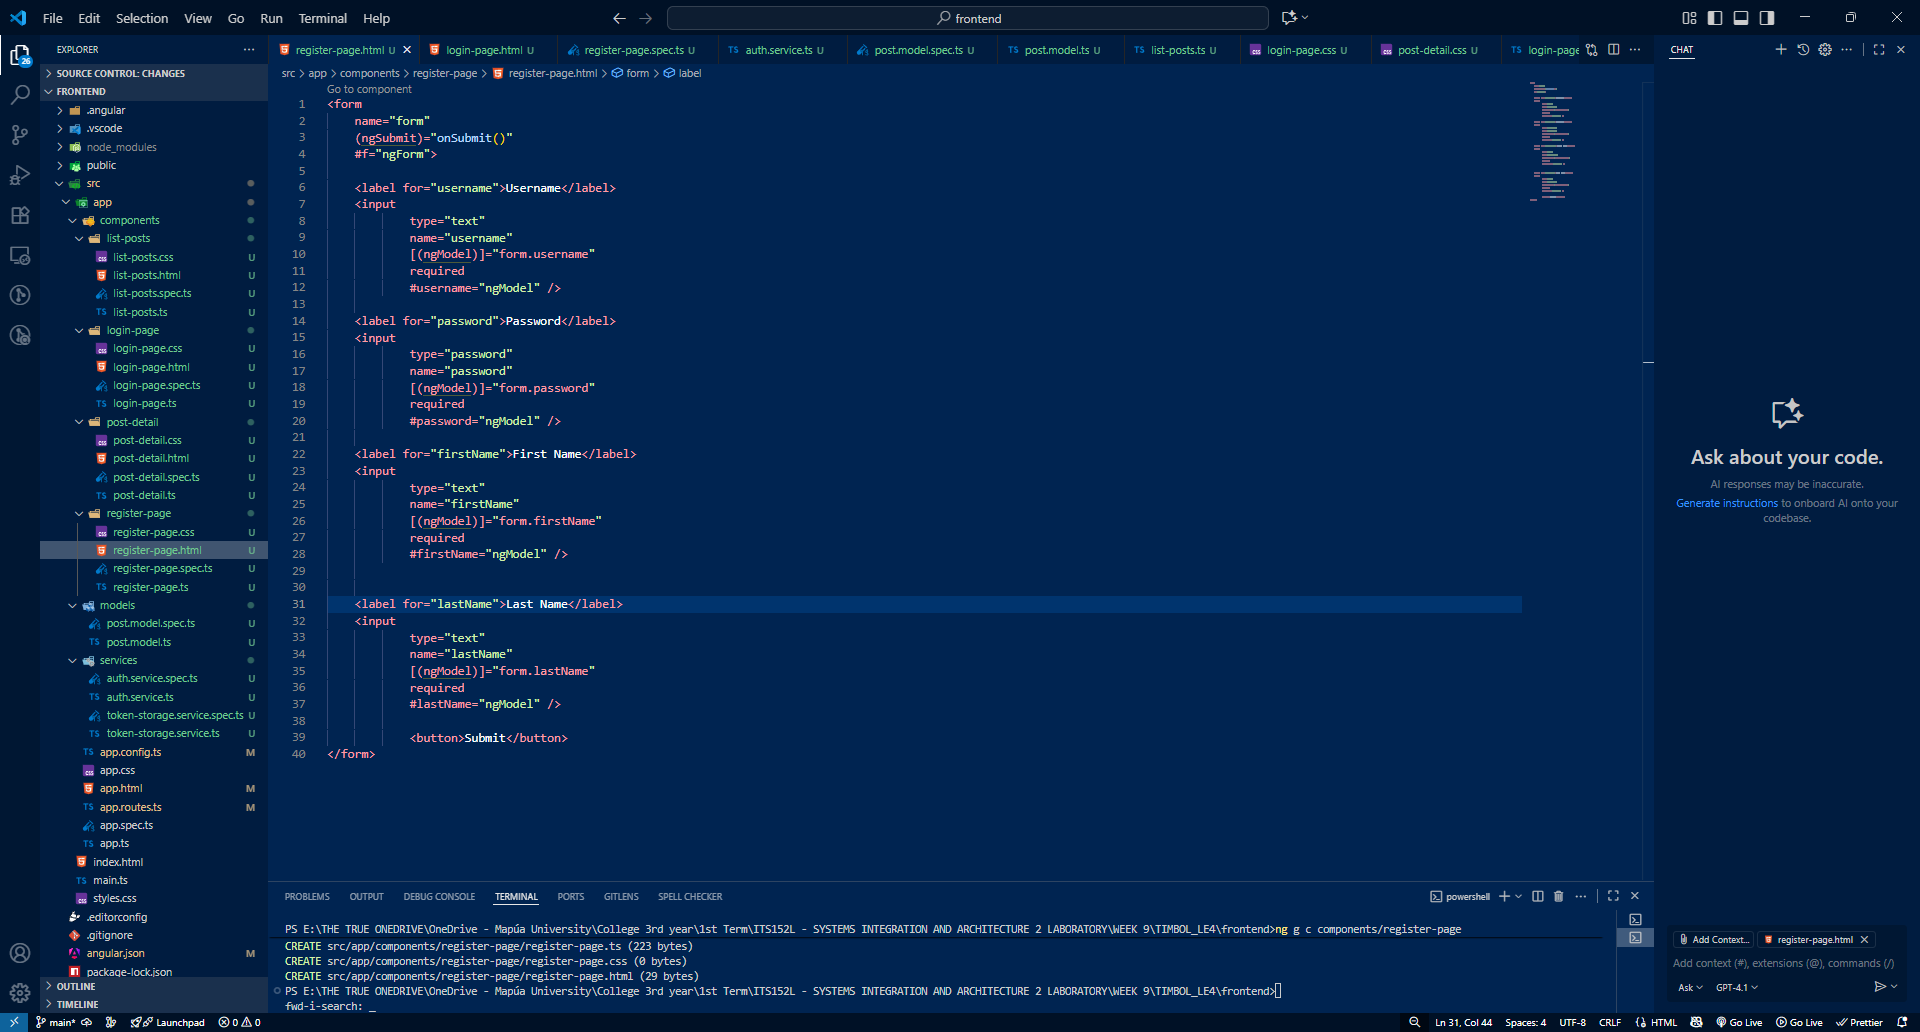 File Edit Selection View Go Run Terminal Help
frontend
EXPLORER
SOURCE CONTROL: CHANGES
FRONTEND
.angular
.vscode
node_modules
public
src
app
components
list-posts
list-posts.css U
list-posts.html U
list-posts.spec.ts U
list-posts.ts U
login-page
login-page.css U
login-page.html U
login-page.spec.ts U
login-page.ts U
post-detail
post-detail.css U
post-detail.html U
post-detail.spec.ts U
post-detail.ts U
register-page
register-page.css U
register-page.html U
register-page.spec.ts U
register-page.ts U
models
post.model.spec.ts U
post.model.ts U
services
auth.service.spec.ts U
auth.service.ts U
token-storage.service.spec.ts U
token-storage.service.ts U
app.config.ts M
app.css
app.html M
app.routes.ts M
app.spec.ts
app.ts
index.html
main.ts
styles.css
.editorconfig
.gitignore
angular.json M
package-lock.json
OUTLINE
TIMELINE
26
register-page.html U login-page.html U register-page.spec.ts U auth.service.ts U post.model.spec.ts U post.model.ts U list-posts.ts U login-page.css U post-detail.css U login-page
src > app > components > register-page > register-page.html > form > label
Go to component
1 <form
2 name="form"
3 (ngSubmit)="onSubmit()"
4 #f="ngForm">
5
6 <label for="username">Username</label>
7 <input
8 type="text"
9 name="username"
10 [(ngModel)]="form.username"
11 required
12 #username="ngModel" />
13
14 <label for="password">Password</label>
15 <input
16 type="password"
17 name="password"
18 [(ngModel)]="form.password"
19 required
20 #password="ngModel" />
21
22 <label for="firstName">First Name</label>
23 <input
24 type="text"
25 name="firstName"
26 [(ngModel)]="form.firstName"
27 required
28 #firstName="ngModel" />
29
30
31 <label for="lastName">Last Name</label>
32 <input
33 type="text"
34 name="lastName"
35 [(ngModel)]="form.lastName"
36 required
37 #lastName="ngModel" />
38
39 <button>Submit</button>
40 </form>
PROBLEMS OUTPUT DEBUG CONSOLE TERMINAL PORTS GITLENS SPELL CHECKER
powershell
PS E:\THE TRUE ONEDRIVE\OneDrive - Mapúa University\College 3rd year\1st Term\ITS152L - SYSTEMS INTEGRATION AND ARCHITECTURE 2 LABORATORY\WEEK 9\TIMBOL_LE4\frontend>ng g c components/register-page
CREATE src/app/components/register-page/register-page.ts (223 bytes)
CREATE src/app/components/register-page/register-page.css (0 bytes)
CREATE src/app/components/register-page/register-page.html (29 bytes)
PS E:\THE TRUE ONEDRIVE\OneDrive - Mapúa University\College 3rd year\1st Term\ITS152L - SYSTEMS INTEGRATION AND ARCHITECTURE 2 LABORATORY\WEEK 9\TIMBOL_LE4\frontend>
fwd-i-search: _
CHAT
Ask about your code.
AI responses may be inaccurate.
Generate instructions to onboard AI onto your
codebase.
Add Context... register-page.html
Add context (#), extensions (@), commands (/)
Ask GPT-4.1
main* Launchpad 0 0
Ln 31, Col 44 Spaces: 4 UTF-8 CRLF HTML Go Live Go Live Prettier